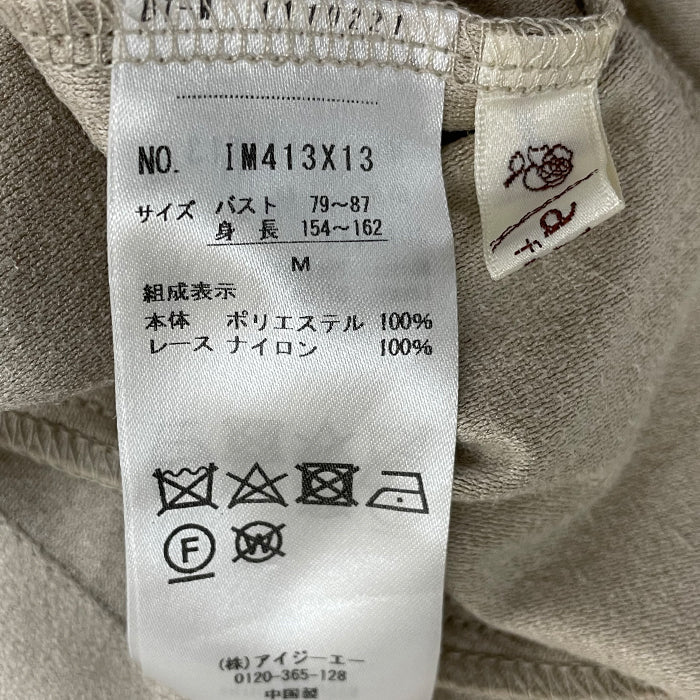 1110221
NO. IM413X13
サイズ バスト 79〜87
身 長 154〜162
M
組成表示
本体 ポリエステル 100%
レース ナイロン 100%
F
W
(株)アイジーエー
0120-365-128
中国製